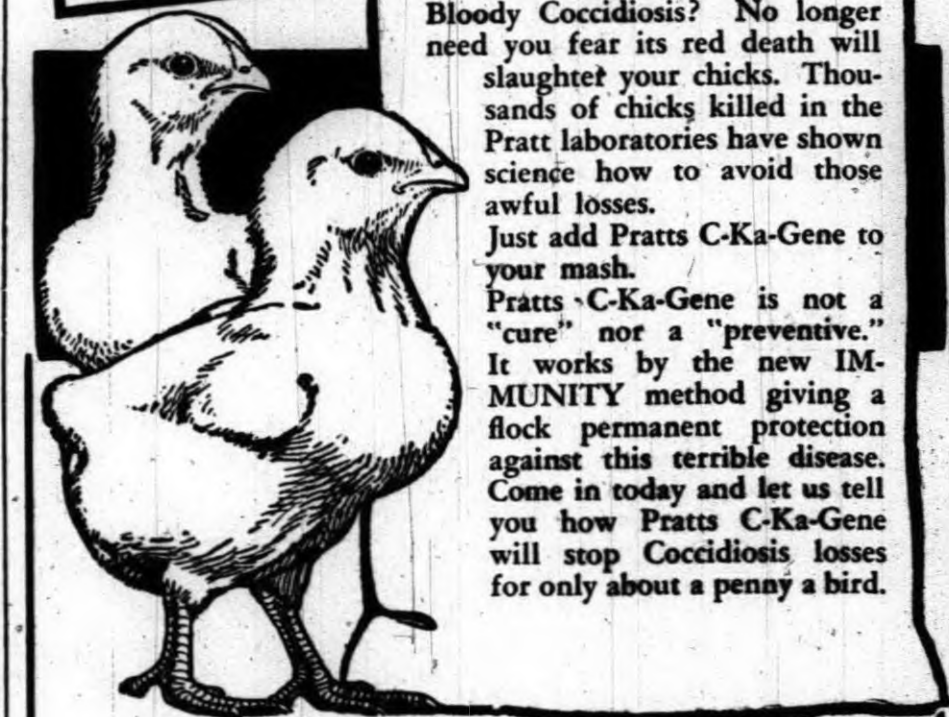 Bloody Coccidiosis? No longer
need you fear its red death will
slaughter your chicks. Thou-
sands of chicks killed in the
Pratt laboratories have shown
science how to avoid those
awful losses.
Just add Pratts C-Ka-Gene to
your mash.
Pratts C-Ka-Gene is not a
"cure" nor a "preventive."
It works by the new IM-
MUNITY method giving a
flock permanent protection
against this terrible disease.
Come in today and let us tell
you how Pratts C-Ka-Gene
will stop Coccidiosis losses
for only about a penny a bird.